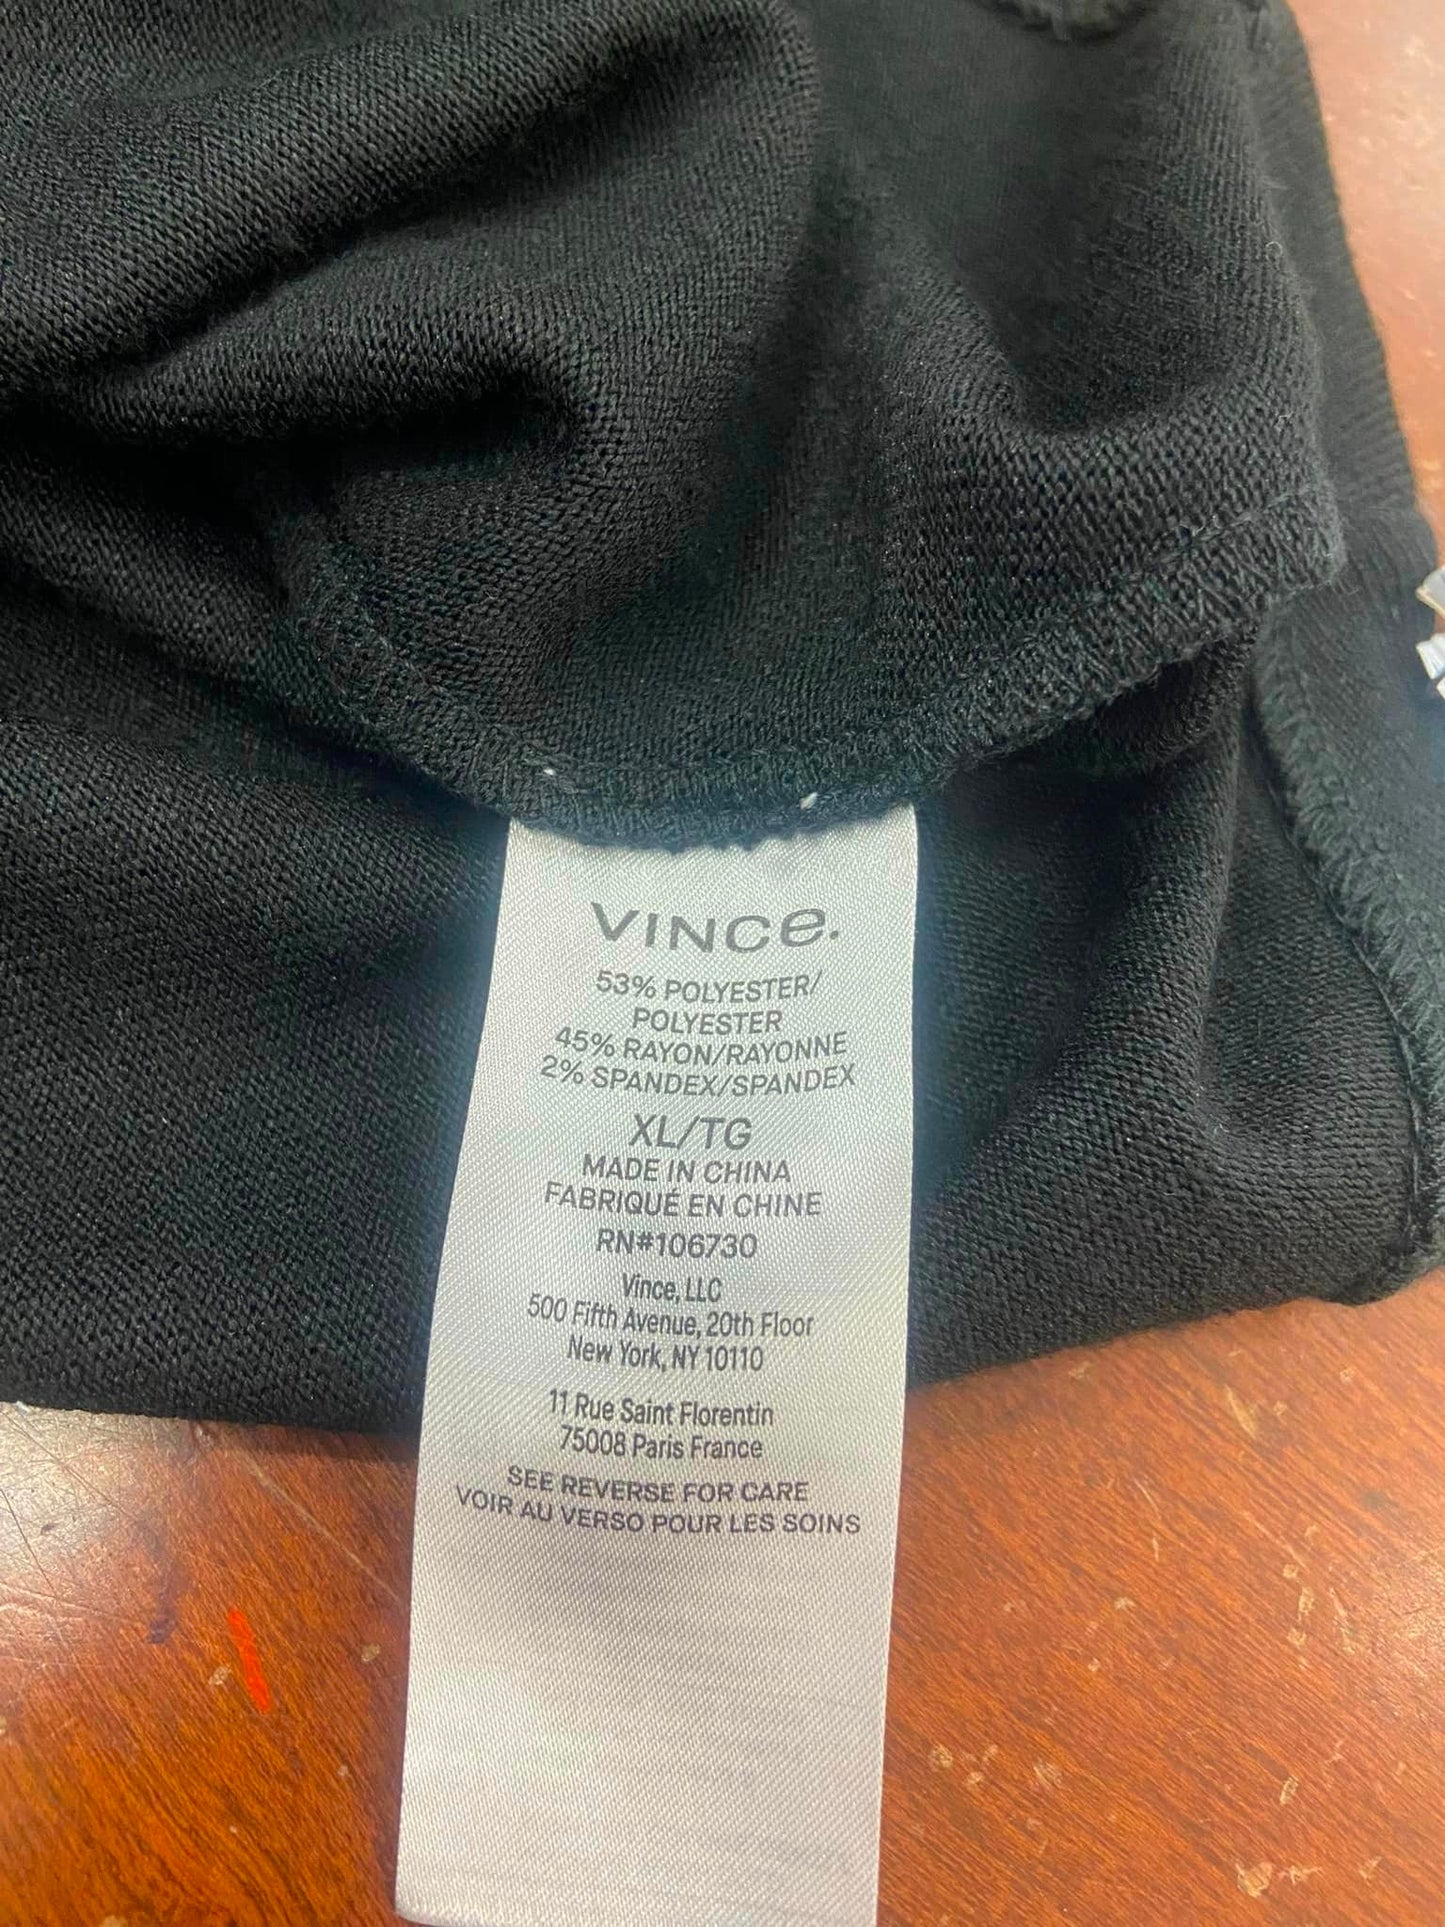 VINCe.
53% POLYESTER/
POLYESTER
45% RAYON/RAYONNE
2% SPANDEX/SPANDEX
XL/TG
MADE IN CHINA
FABRIQUÉ EN CHINE
RN#106730
Vince, LLC
500 Fifth Avenue, 20th Floor
New York, NY 10110
11 Rue Saint Florentin
75008 Paris France
SEE REVERSE FOR CARE
VOIR AU VERSO POUR LES SOINS